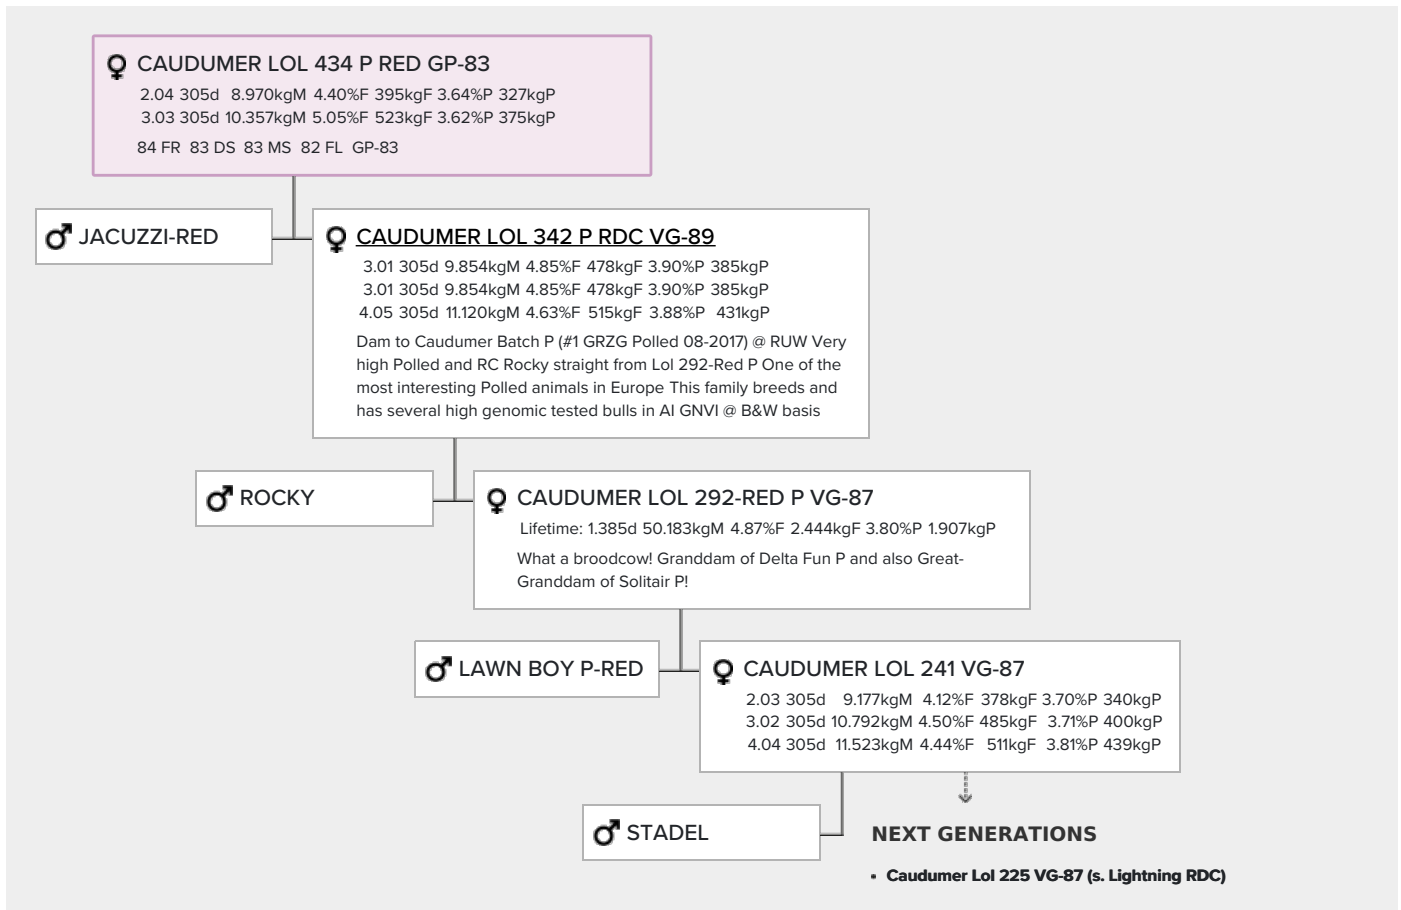 CAUDUMER LOL 434 P RED GP-83
2.04 305d 8.970kgM 4.40%F 395kgF 3.64%P 327kgP
3.03 305d 10.357kgM 5.05%F 523kgF 3.62%P 375kgP
84 FR 83 DS 83 MS 82 FL GP-83
JACUZZI-RED
CAUDUMER LOL 342 P RDC VG-89
3.01 305d 9.854kgM 4.85%F 478kgF 3.90%P 385kgP
3.01 305d 9.854kgM 4.85%F 478kgF 3.90%P 385kgP
4.05 305d 11.120kgM 4.63%F 515kgF 3.88%P 431kgP
Dam to Caudumer Batch P (#1 GRZG Polled 08-2017) @ RUW Very
high Polled and RC Rocky straight from Lol 292-Red P One of the
most interesting Polled animals in Europe This family breeds and
has several high genomic tested bulls in AI GNVI @ B&W basis
ROCKY
CAUDUMER LOL 292-RED P VG-87
Lifetime: 1.385d 50.183kgM 4.87%F 2.444kgF 3.80%P 1.907kgP
What a broodcow! Granddam of Delta Fun P and also Great-
Granddam of Solitair P!
LAWN BOY P-RED
CAUDUMER LOL 241 VG-87
2.03 305d 9.177kgM 4.12%F 378kgF 3.70%P 340kgP
3.02 305d 10.792kgM 4.50%F 485kgF 3.71%P 400kgP
4.04 305d 11.523kgM 4.44%F 511kgF 3.81%P 439kgP
STADEL
NEXT GENERATIONS
• Caudumer Lol 225 VG-87 (s. Lightning RDC)